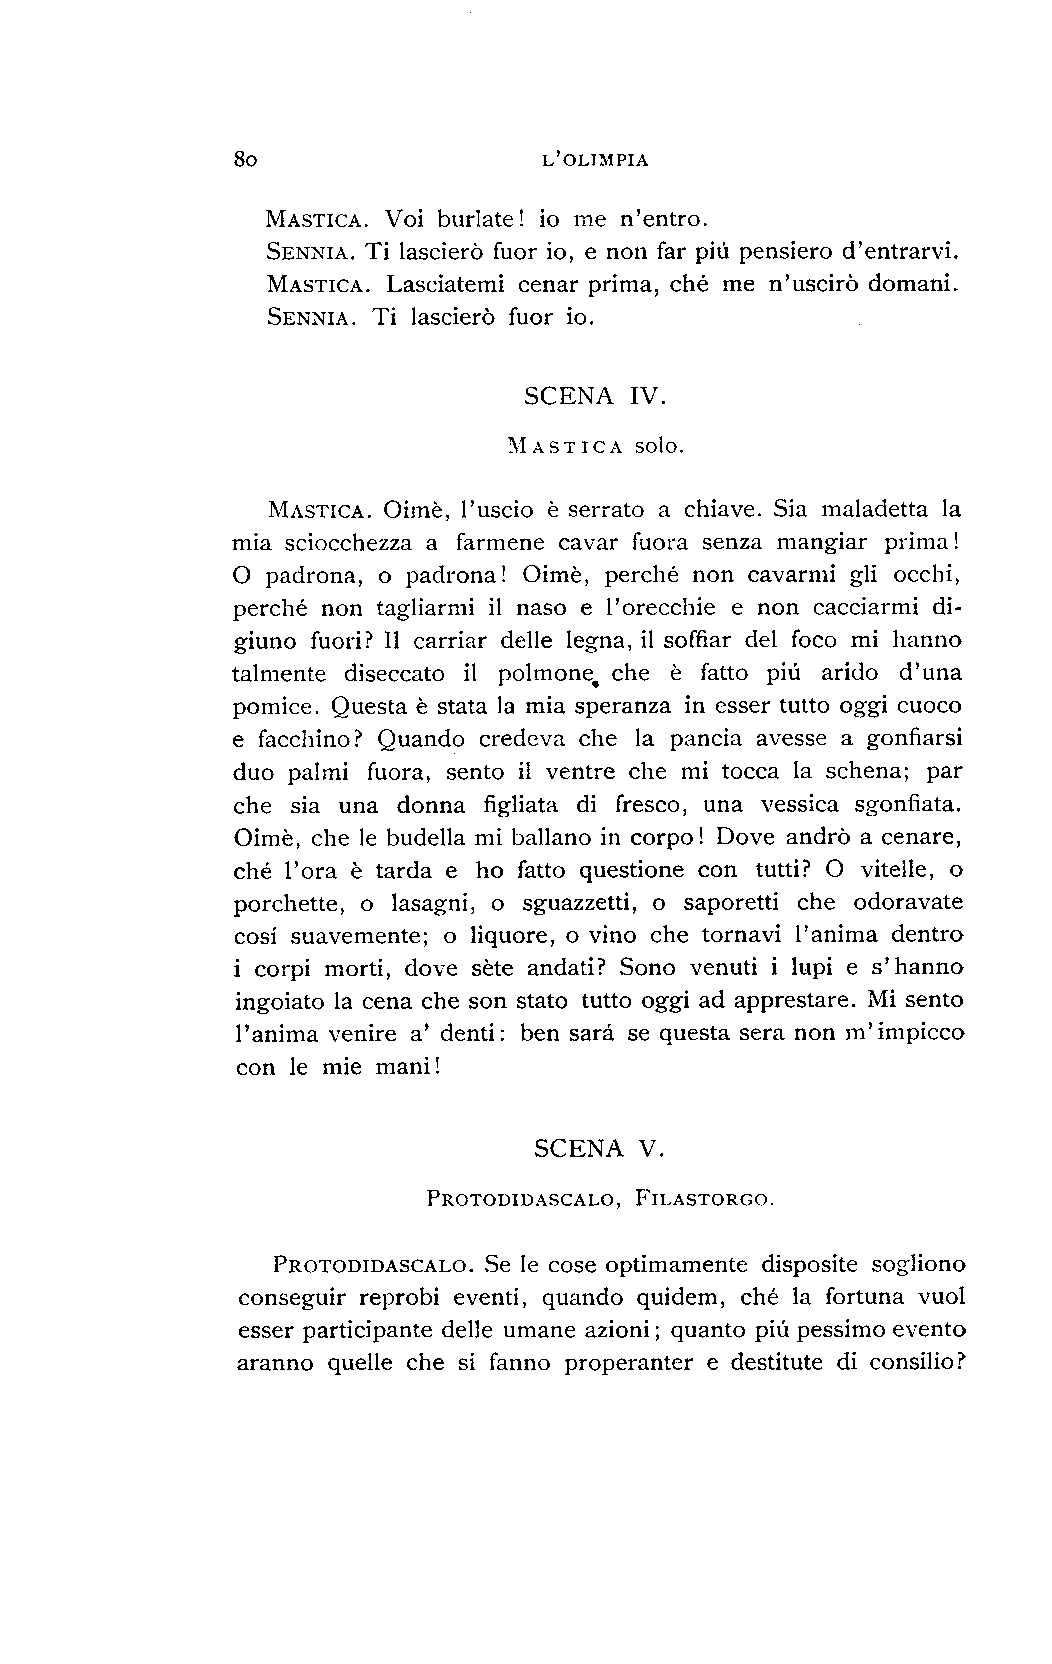 80 L'OLIMPIA
MASTICA. Voi burlate! io me n'entro.
SENNIA. Ti lascierò fuor io, e non far piú pensiero d'entrarvi.
MASTICA. Lasciatemi cenar prima, ché me n'uscirò domani.
SENNIA. Ti lascierò fuor io.
SCENA IV.
MASTICA solo.
MASTICA. Oimè, l'uscio è serrato a chiave. Sia maladetta la
mia sciocchezza a farmene cavar fuora senza mangiar prima!
O padrona, o padrona! Oimè, perché non cavarmi gli occhi,
perché non tagliarmi il naso e l'orecchie e non cacciarmi di-
giuno fuori? Il carriar delle legna, il soffiar del foco mi hanno
talmente diseccato il polmone, che è fatto piú arido d'una
pomice. Questa è stata la mia speranza in esser tutto oggi cuoco
e facchino? Quando credeva che la pancia avesse a gonfiarsi
duo palmi fuora, sento il ventre che mi tocca la schena; par
che sia una donna figliata di fresco, una vessica sgonfiata.
Oimè, che le budella mi ballano in corpo! Dove andrò a cenare,
ché l'ora è tarda e ho fatto questione con tutti? O vitelle, o
porchette, o lasagni, o sguazzetti, o saporetti che odoravate
cosí suavemente; o liquore, o vino che tornavi l'anima dentro
i corpi morti, dove sète andati? Sono venuti i lupi e s'hanno
ingoiato la cena che son stato tutto oggi ad apprestare. Mi sento
l'anima venire a' denti: ben sará se questa sera non m'impicco
con le mie mani!
SCENA V.
PROTODIDASCALO, FILASTORGO.
PROTODIDASCALO. Se le cose optimamente disposite sogliono
conseguir reprobi eventi, quando quidem, ché la fortuna vuol
esser participante delle umane azioni; quanto piú pessimo evento
aranno quelle che si fanno properanter e destitute di consilio?